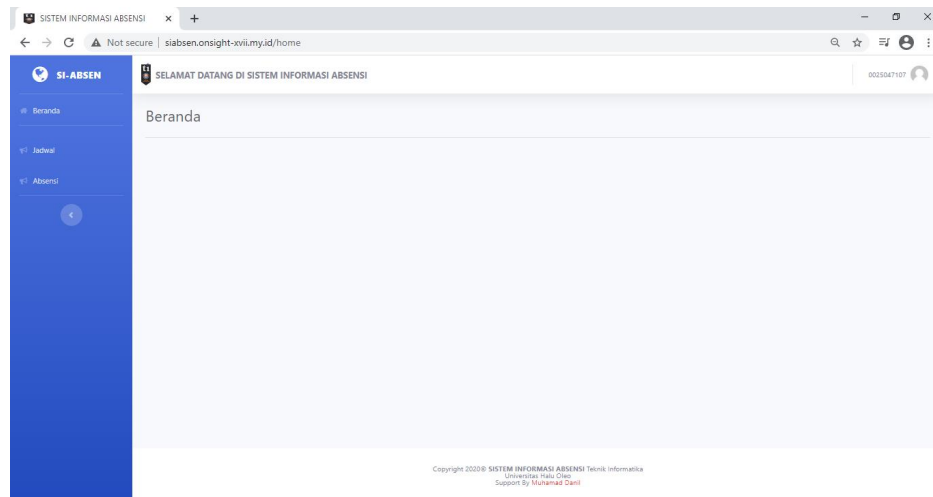 SISTEM INFORMASI ABSENSI
Not secure | siabsen.onsight-xvii.my.id/home
SI-ABSEN
SELAMAT DATANG DI SISTEM INFORMASI ABSENSI
0025047107
Beranda
Beranda
Jadwal
Absensi
Copyright 2020© SISTEM INFORMASI ABSENSI Teknik Informatika
Universitas Halu Oleo
Support By Muhamad Danil